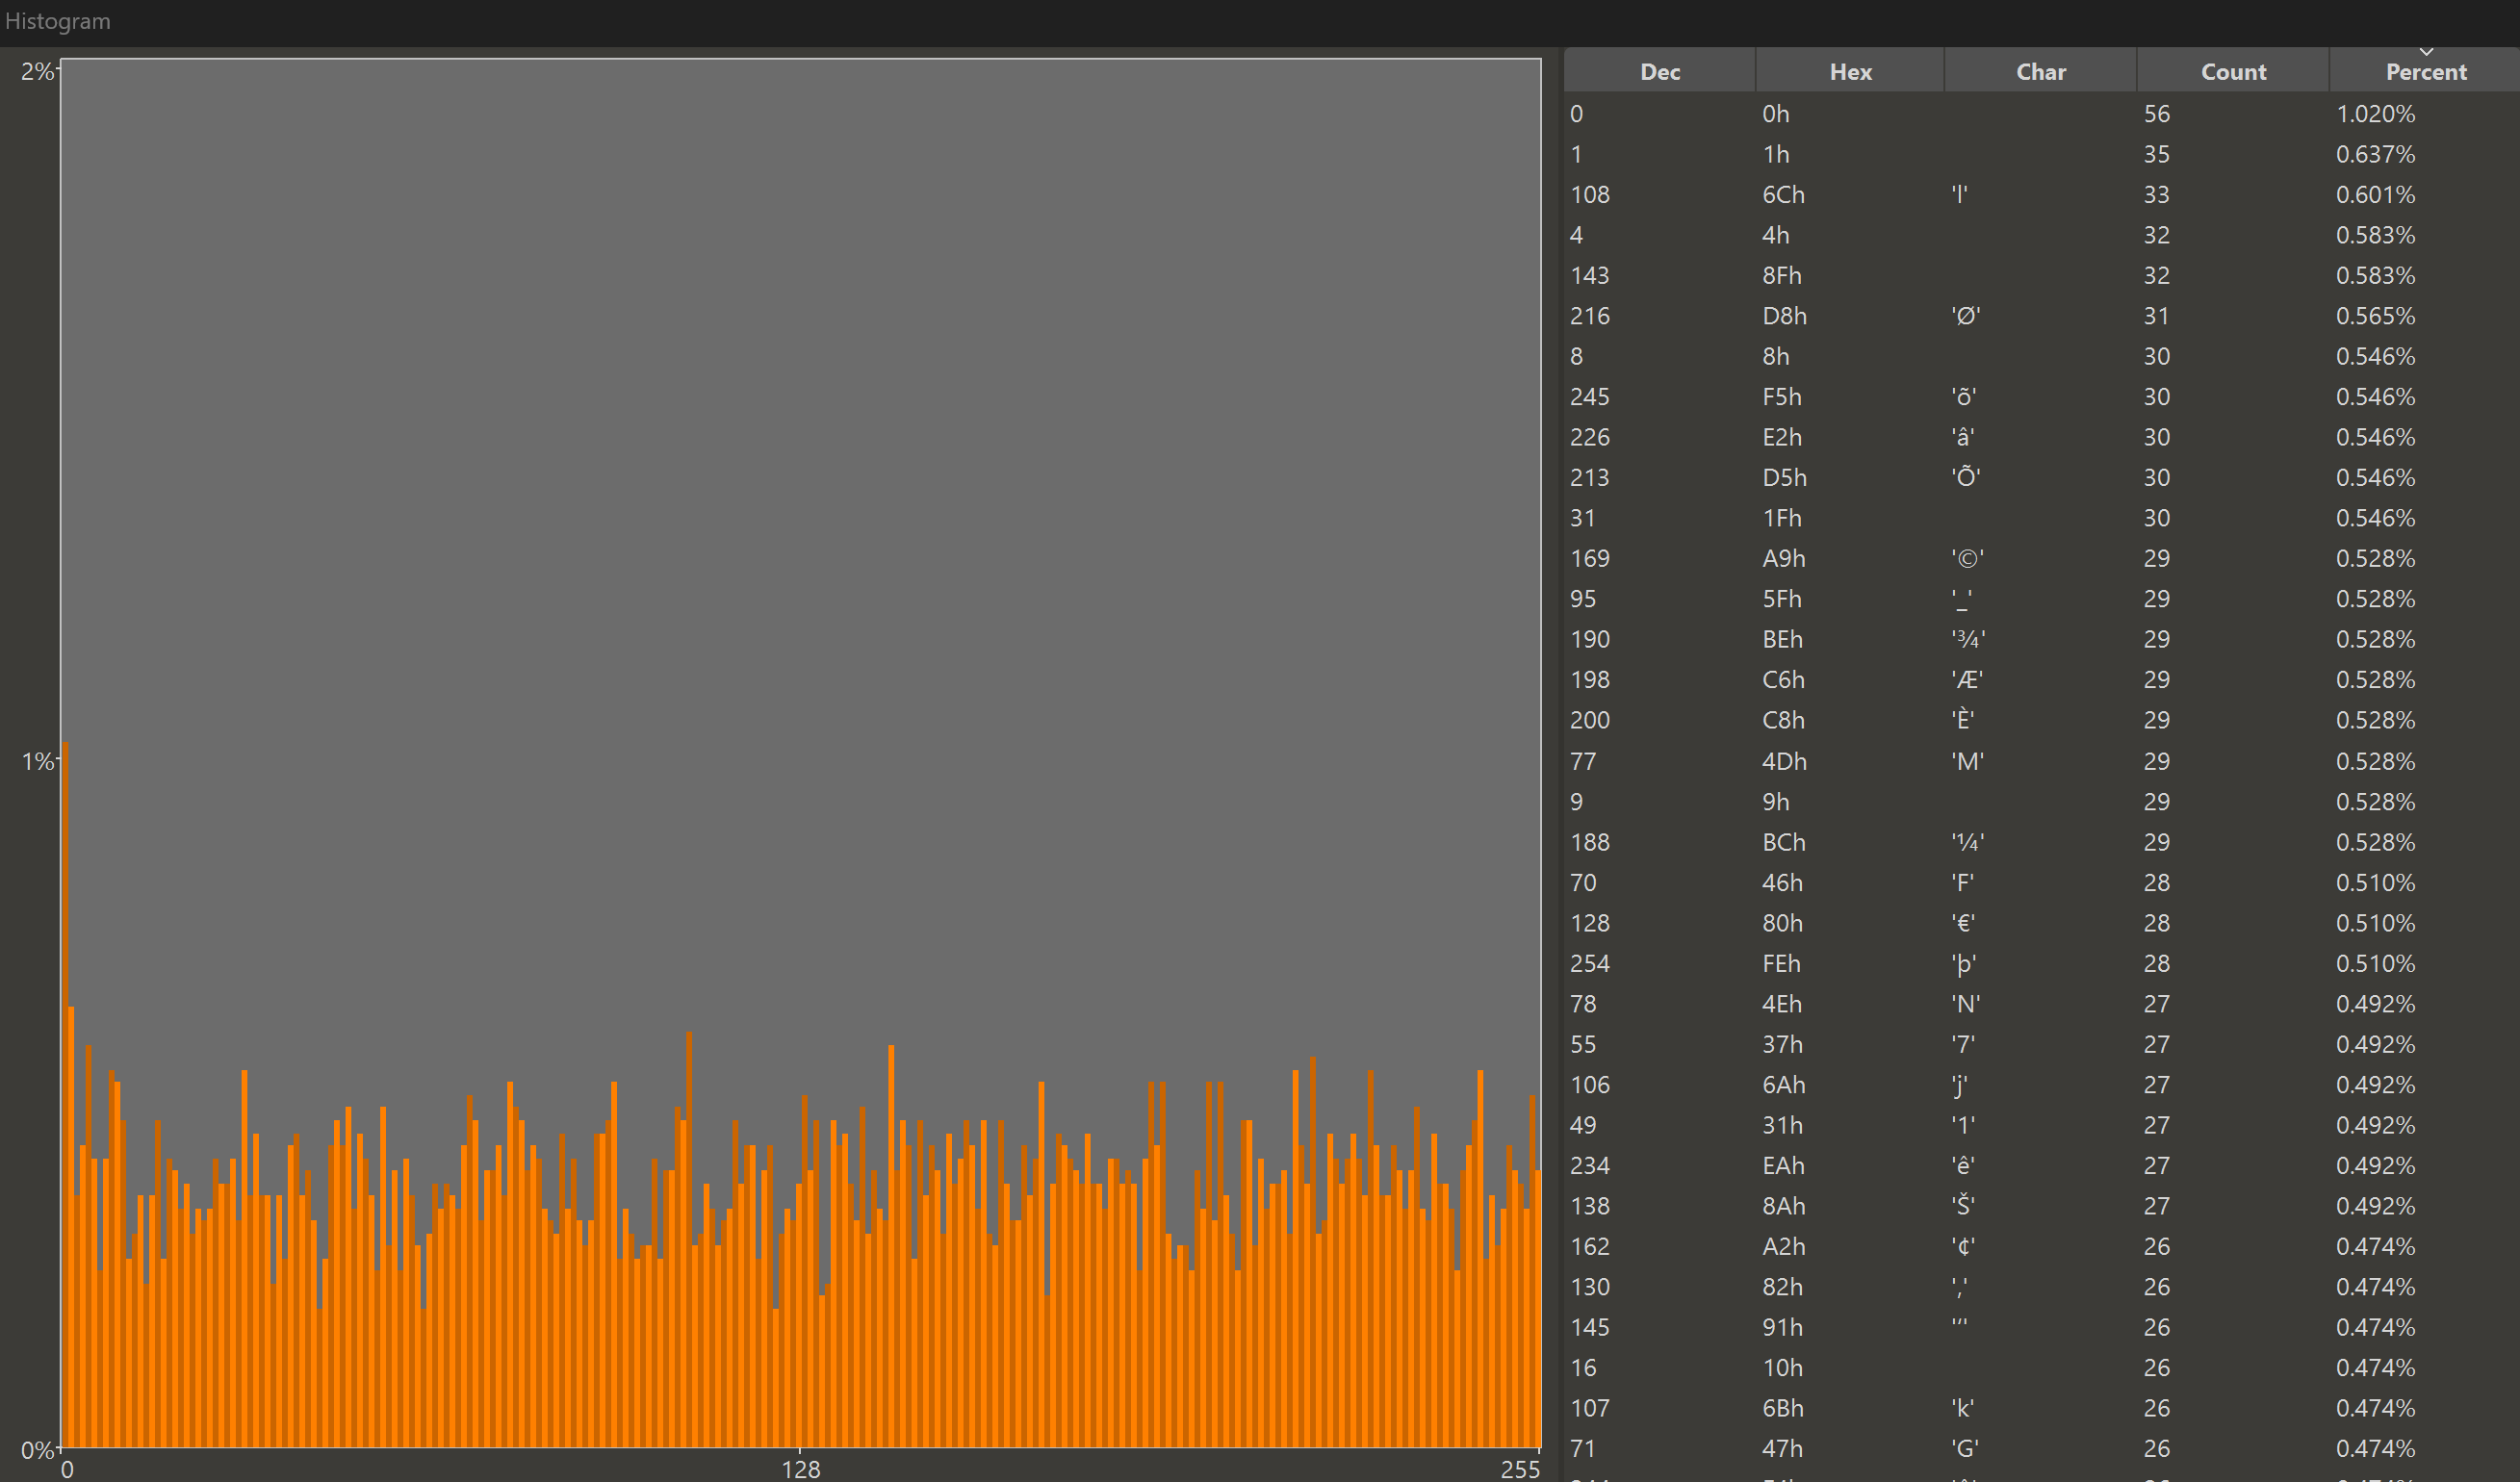 Histogram
2%
1%
0%
0 128 255
Dec Hex Char Count Percent
0 0h 56 1.020%
1 1h 35 0.637%
108 6Ch 'l' 33 0.601%
4 4h 32 0.583%
143 8Fh 32 0.583%
216 D8h 'Ø' 31 0.565%
8 8h 30 0.546%
245 F5h 'õ' 30 0.546%
226 E2h 'â' 30 0.546%
213 D5h 'Õ' 30 0.546%
31 1Fh 30 0.546%
169 A9h '©' 29 0.528%
95 5Fh '_' 29 0.528%
190 BEh '¾' 29 0.528%
198 C6h 'Æ' 29 0.528%
200 C8h 'È' 29 0.528%
77 4Dh 'M' 29 0.528%
9 9h 29 0.528%
188 BCh '¼' 29 0.528%
70 46h 'F' 28 0.510%
128 80h '€' 28 0.510%
254 FEh 'þ' 28 0.510%
78 4Eh 'N' 27 0.492%
55 37h '7' 27 0.492%
106 6Ah 'j' 27 0.492%
49 31h '1' 27 0.492%
234 EAh 'ê' 27 0.492%
138 8Ah 'Š' 27 0.492%
162 A2h '¢' 26 0.474%
130 82h '‚' 26 0.474%
145 91h '‘' 26 0.474%
16 10h 26 0.474%
107 6Bh 'k' 26 0.474%
71 47h 'G' 26 0.474%